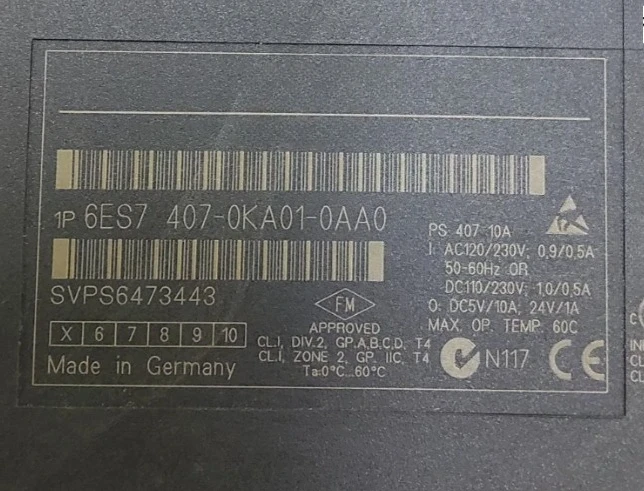 1P 6ES7 407-0KA01-0AA0
SVPS6473443
X 6 7 8 9 10
Made in Germany
FM
APPROVED
CL.I, DIV.2, GP.A,B,C,D, T4
CL.I, ZONE 2, GP. IIC, T4
Ta:0°C...60°C
PS 407 10A
I: AC120/230V; 0,9/0,5A
50-60Hz OR
DC110/230V; 1,0/0,5A
O: DC5V/10A; 24V/1A
MAX. OP. TEMP. 60C
N117
CE